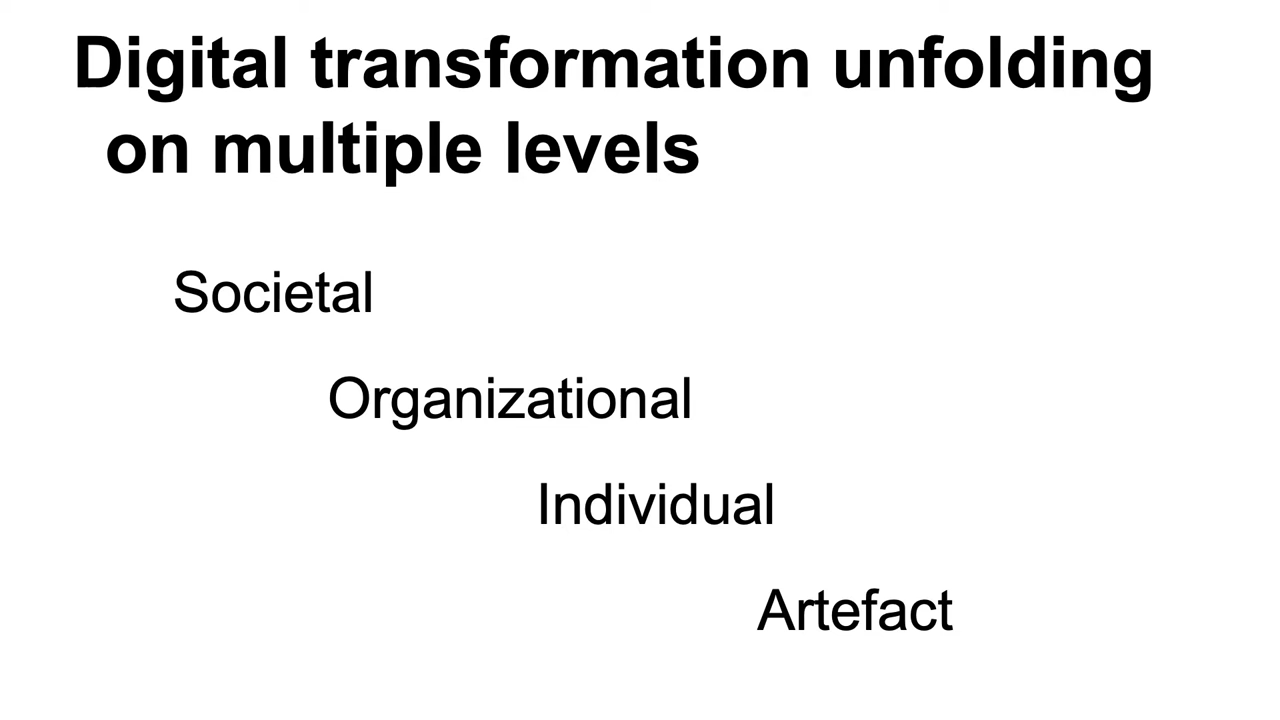 Digital transformation unfolding
on multiple levels
Societal
Organizational
Individual
Artefact